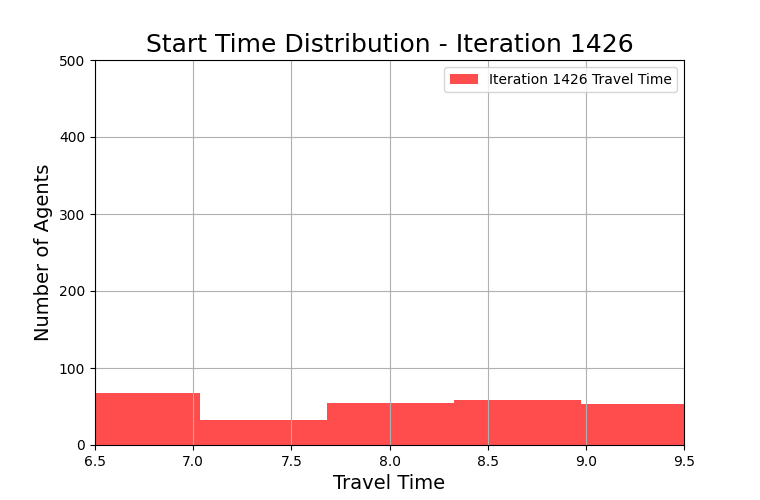 Start Time Distribution - Iteration 1426
Iteration 1426 Travel Time
Number of Agents
500
400
300
200
100
0
6.5 7.0 7.5 8.0 8.5 9.0 9.5
Travel Time